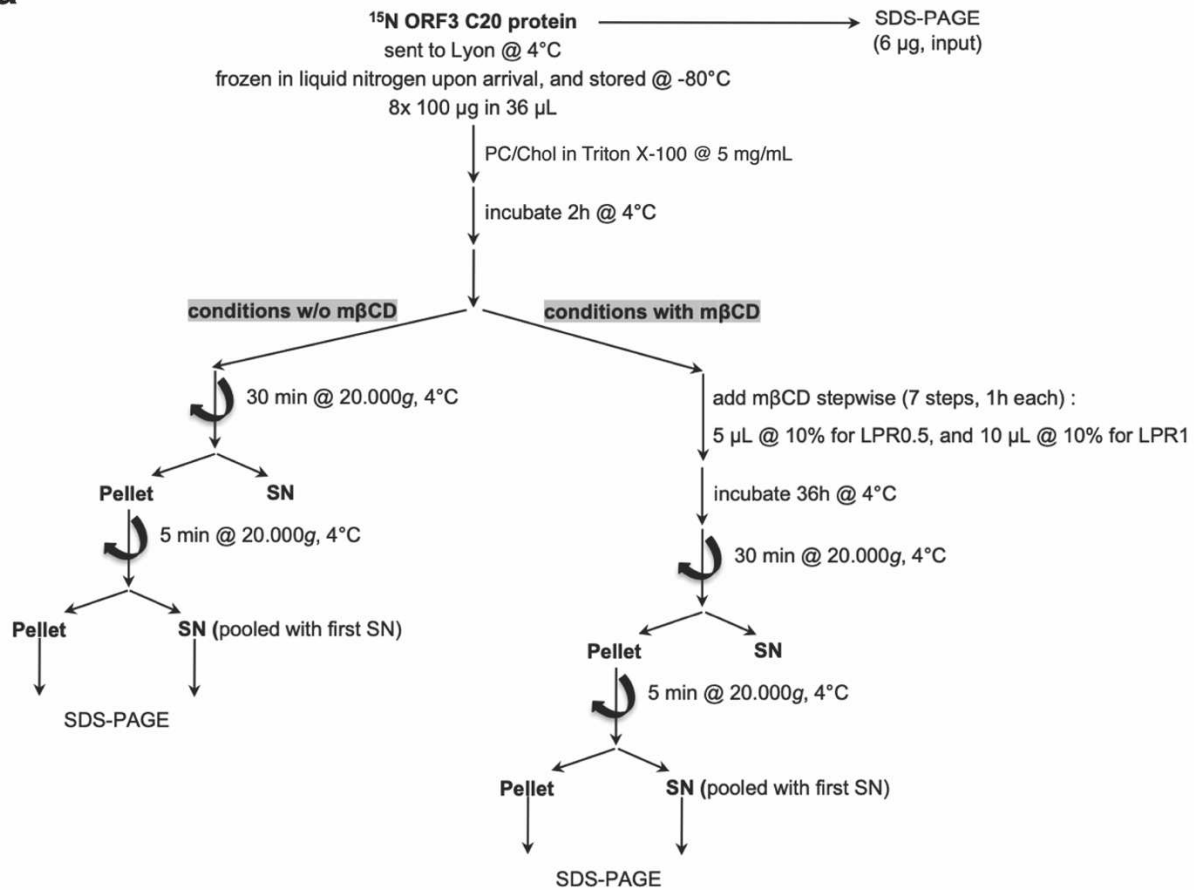 ¹⁵N ORF3 C20 protein
SDS-PAGE
(6 µg, input)
sent to Lyon @ 4°C
frozen in liquid nitrogen upon arrival, and stored @ -80°C
8x 100 µg in 36 µL
PC/Chol in Triton X-100 @ 5 mg/mL
incubate 2h @ 4°C
conditions w/o mβCD
30 min @ 20.000g, 4°C
Pellet
SN
5 min @ 20.000g, 4°C
Pellet
SN (pooled with first SN)
SDS-PAGE
conditions with mβCD
add mβCD stepwise (7 steps, 1h each) :
5 µL @ 10% for LPR0.5, and 10 µL @ 10% for LPR1
incubate 36h @ 4°C
30 min @ 20.000g, 4°C
Pellet
SN
5 min @ 20.000g, 4°C
Pellet
SN (pooled with first SN)
SDS-PAGE